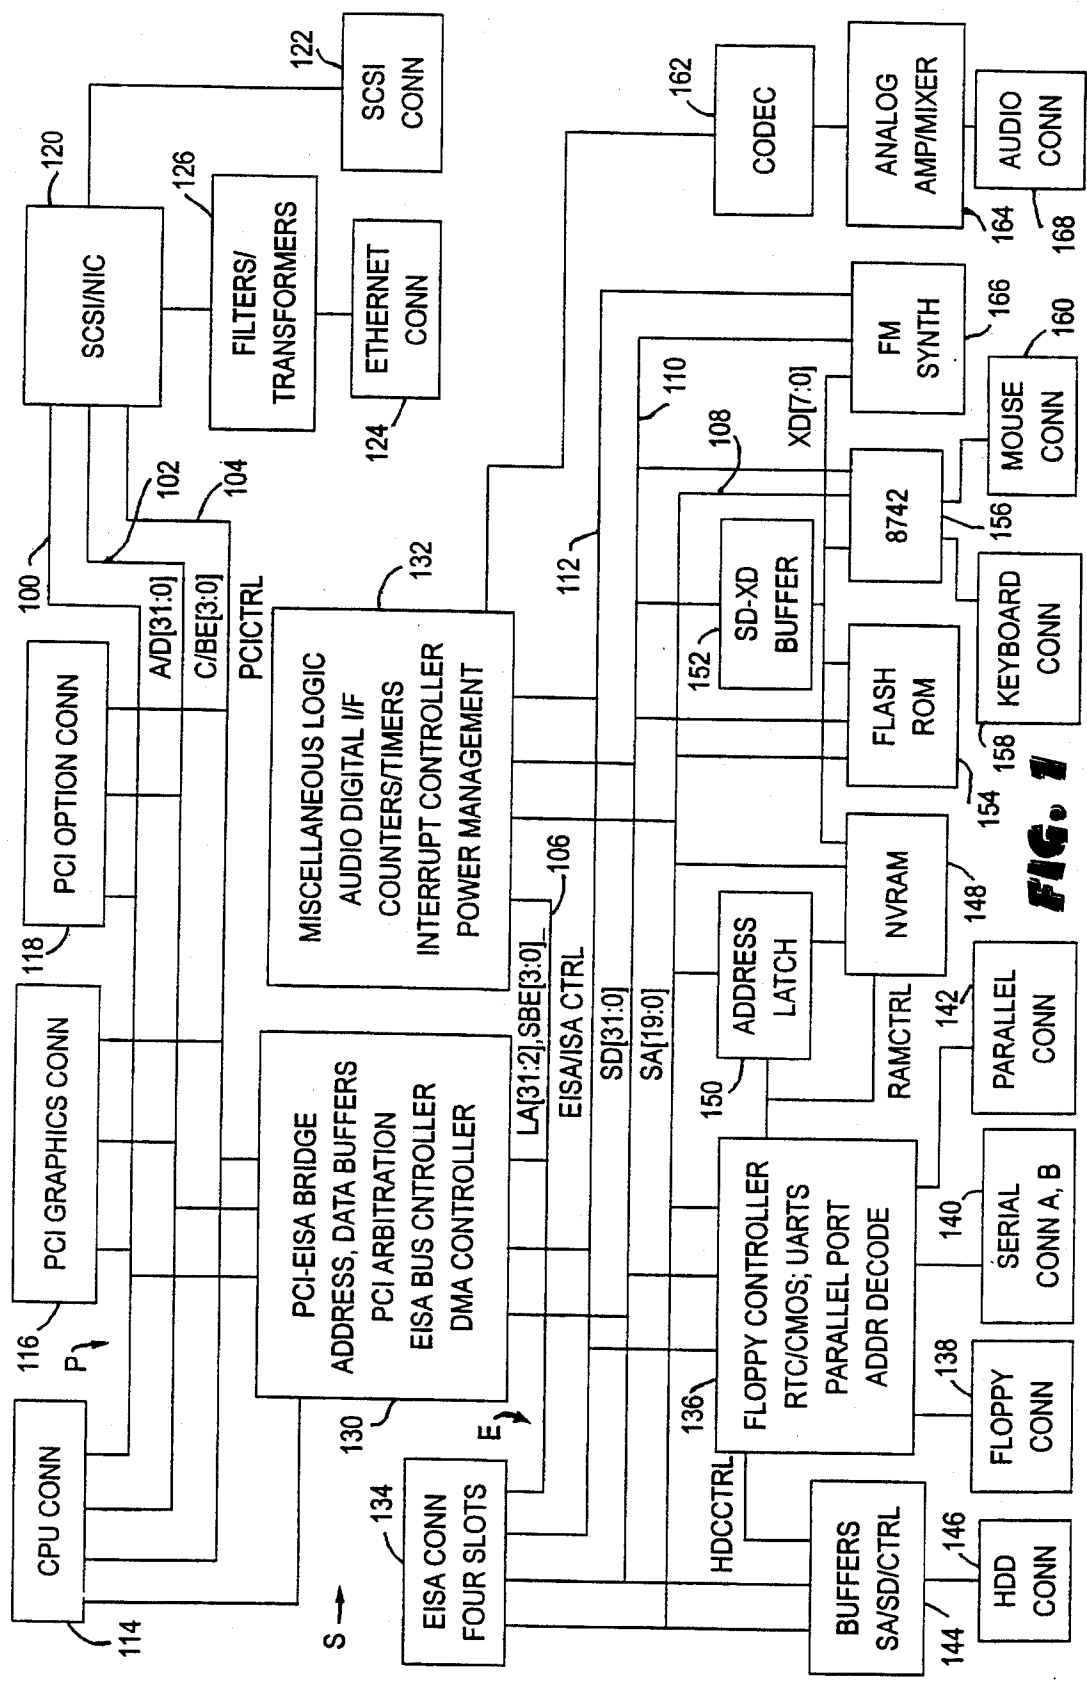 CPU CONN
114
116
P
PCI GRAPHICS CONN
118
PCI OPTION CONN
100
102
104
A/D[31:0]
C/BE[3:0]
PCICTRL
SCSI/NIC
120
122
SCSI
CONN
126
FILTERS/
TRANSFORMERS
ETHERNET
CONN
124
S
130
PCI-EISA BRIDGE
ADDRESS, DATA BUFFERS
PCI ARBITRATION
EISA BUS CNTROLLER
DMA CONTROLLER
132
MISCELLANEOUS LOGIC
AUDIO DIGITAL I/F
COUNTERS/TIMERS
INTERRUPT CONTROLLER
POWER MANAGEMENT
134
EISA CONN
FOUR SLOTS
E
LA[31:2],SBE[3:0]_
106
EISA/ISA CTRL
SD[31:0]
SA[19:0]
112
110
108
XD[7:0]
162
CODEC
ANALOG
AMP/MIXER
164
AUDIO
CONN
168
HDCCTRL
136
FLOPPY CONTROLLER
RTC/CMOS; UARTS
PARALLEL PORT
ADDR DECODE
150
ADDRESS
LATCH
RAMCTRL
NVRAM
148
152
SD-XD
BUFFER
FLASH
ROM
154
8742
156
FM
SYNTH
166
BUFFERS
SA/SD/CTRL
144
HDD
CONN
146
FLOPPY
CONN
138
SERIAL
CONN A, B
140
PARALLEL
CONN
142
KEYBOARD
CONN
158
MOUSE
CONN
160
FIG. 1